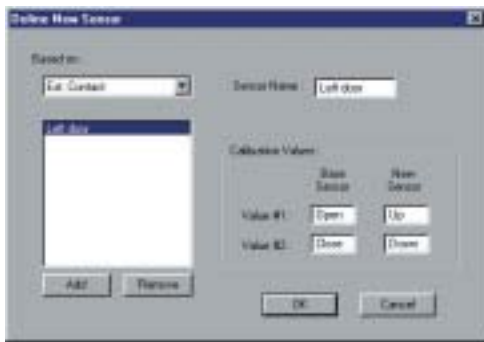 Define New Sensor
Based on:
Ext. Contact
Sensor Name:
Left door
Left door
Calibration Values
Base Sensor
New Sensor
Value #1:
Open
Up
Value #2:
Close
Down
Add
Remove
OK
Cancel